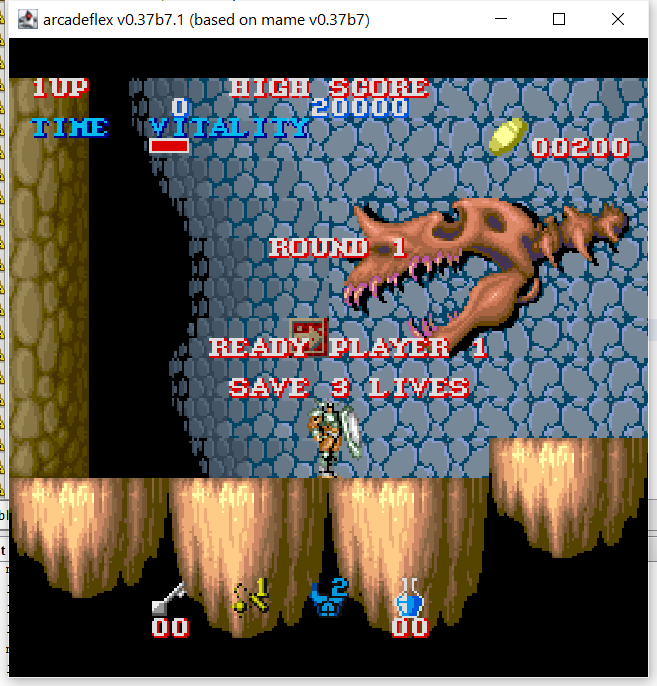 arcadeflex v0.37b7.1 (based on mame v0.37b7)
1UP HIGH SCORE
0 20000
TIME VITALITY
00200
ROUND 1
READY PLAYER 1
SAVE 3 LIVES
1 2
00 00